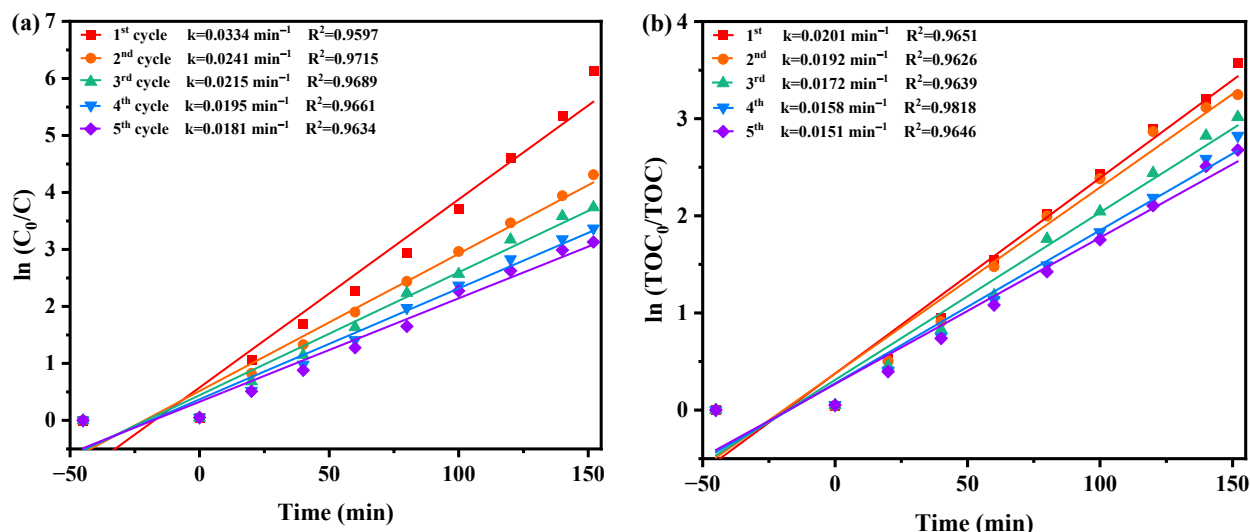 (a)
1st cycle k=0.0334 min−1 R2=0.9597
2nd cycle k=0.0241 min−1 R2=0.9715
3rd cycle k=0.0215 min−1 R2=0.9689
4th cycle k=0.0195 min−1 R2=0.9661
5th cycle k=0.0181 min−1 R2=0.9634
ln (C0/C)
7
6
5
4
3
2
1
0
−50 0 50 100 150
Time (min)
(b)
1st k=0.0201 min−1 R2=0.9651
2nd k=0.0192 min−1 R2=0.9626
3rd k=0.0172 min−1 R2=0.9639
4th k=0.0158 min−1 R2=0.9818
5th k=0.0151 min−1 R2=0.9646
ln (TOC0/TOC)
4
3
2
1
0
−50 0 50 100 150
Time (min)